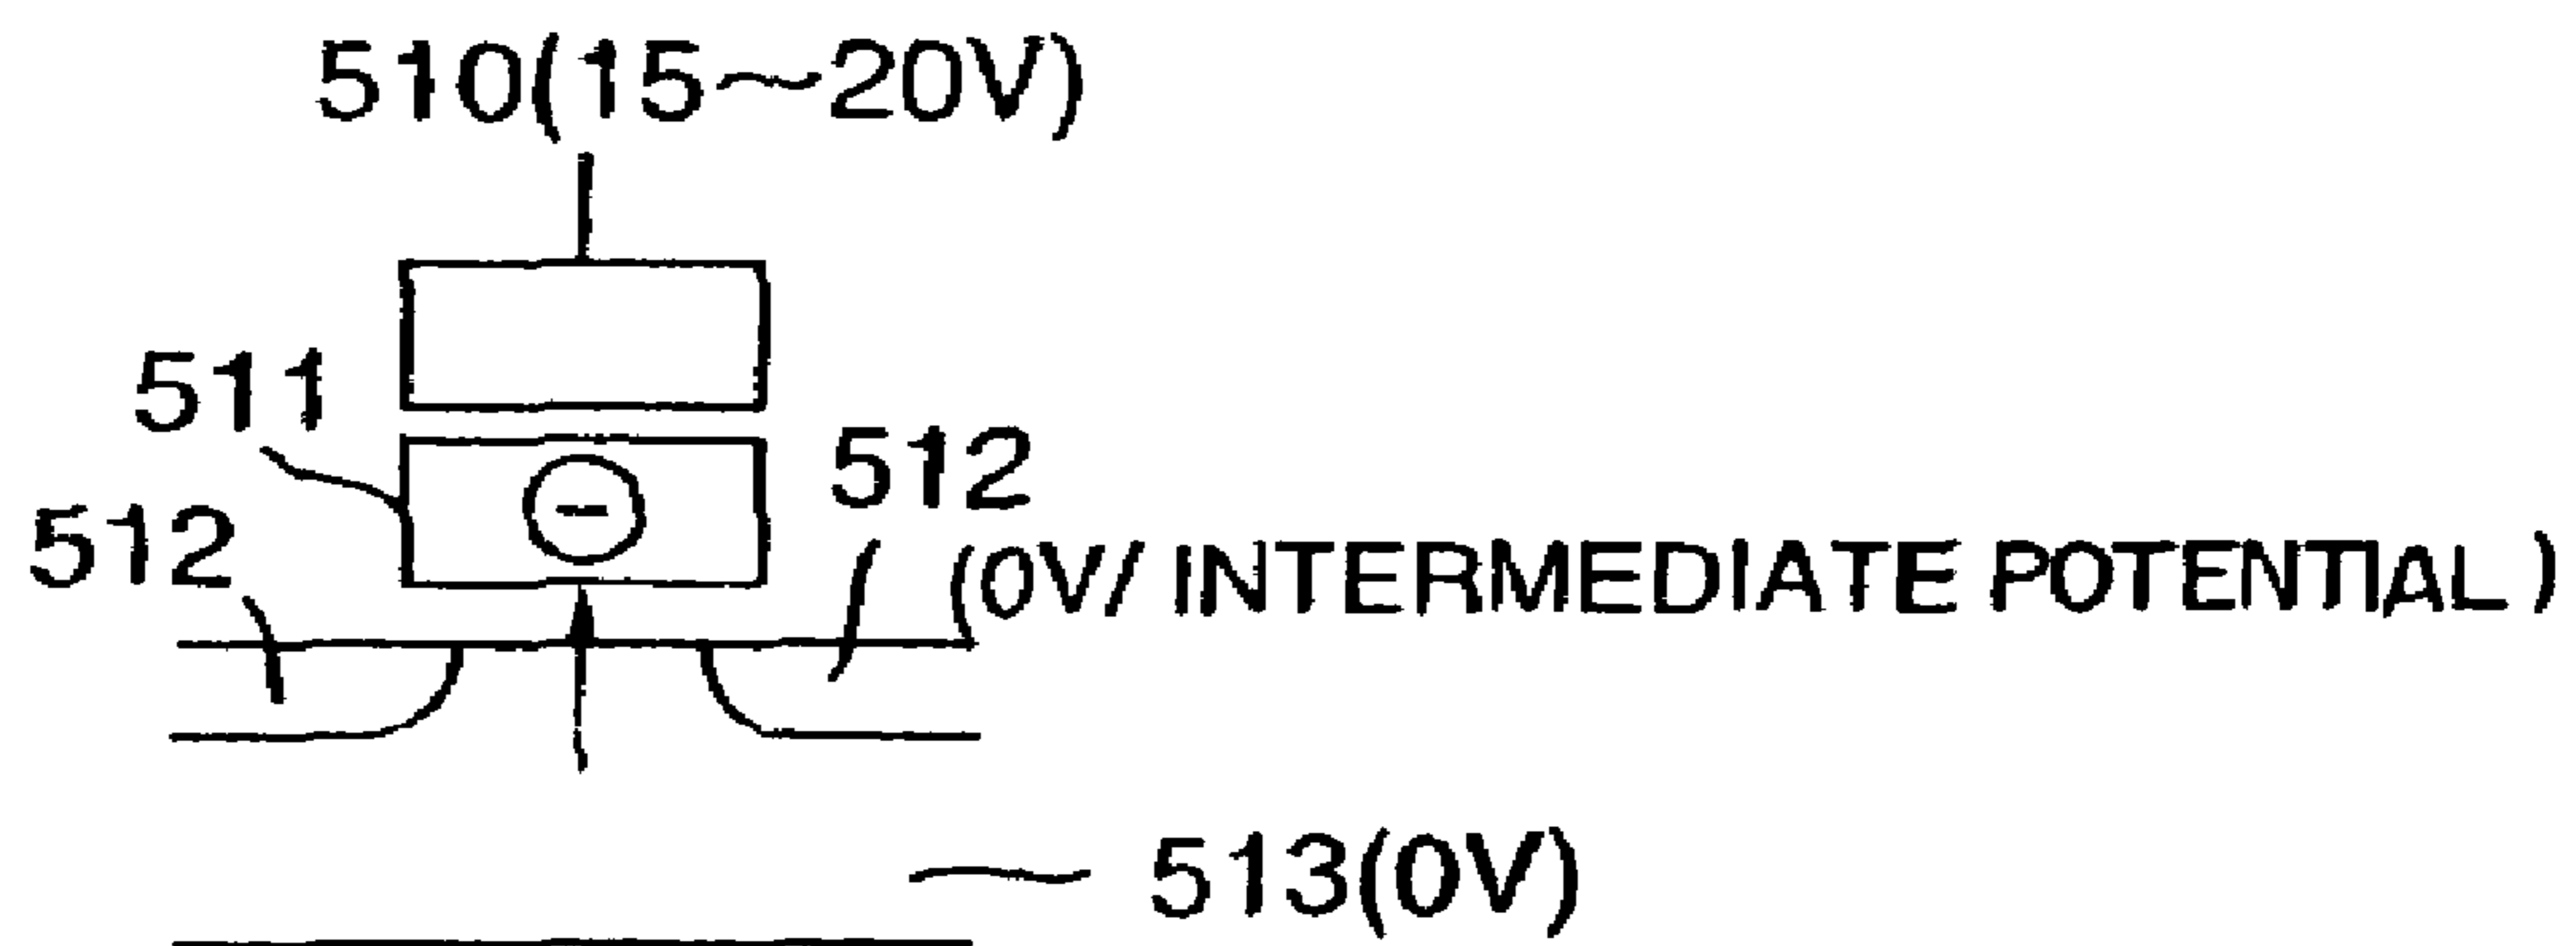 510(15~20V)
511
512
512
(0V/ INTERMEDIATE POTENTIAL)
513(0V)